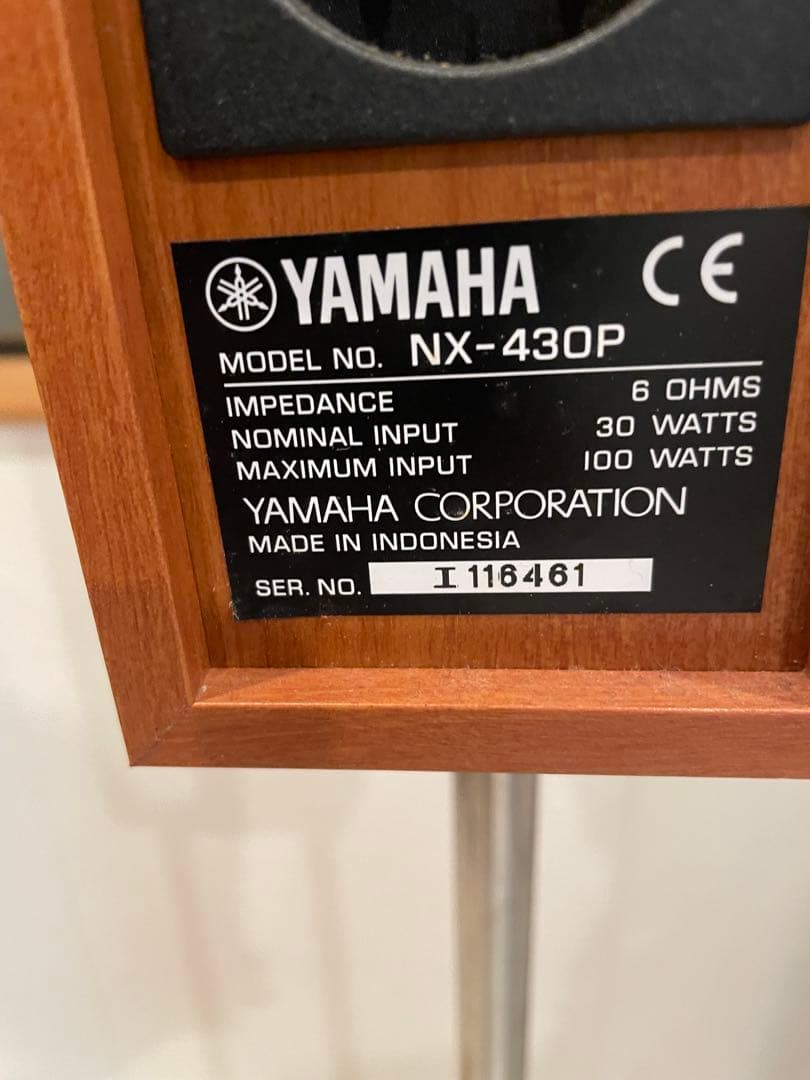 YAMAHA CE
MODEL NO. NX-430P
IMPEDANCE 6 OHMS
NOMINAL INPUT 30 WATTS
MAXIMUM INPUT 100 WATTS
YAMAHA CORPORATION
MADE IN INDONESIA
SER. NO. I 116461